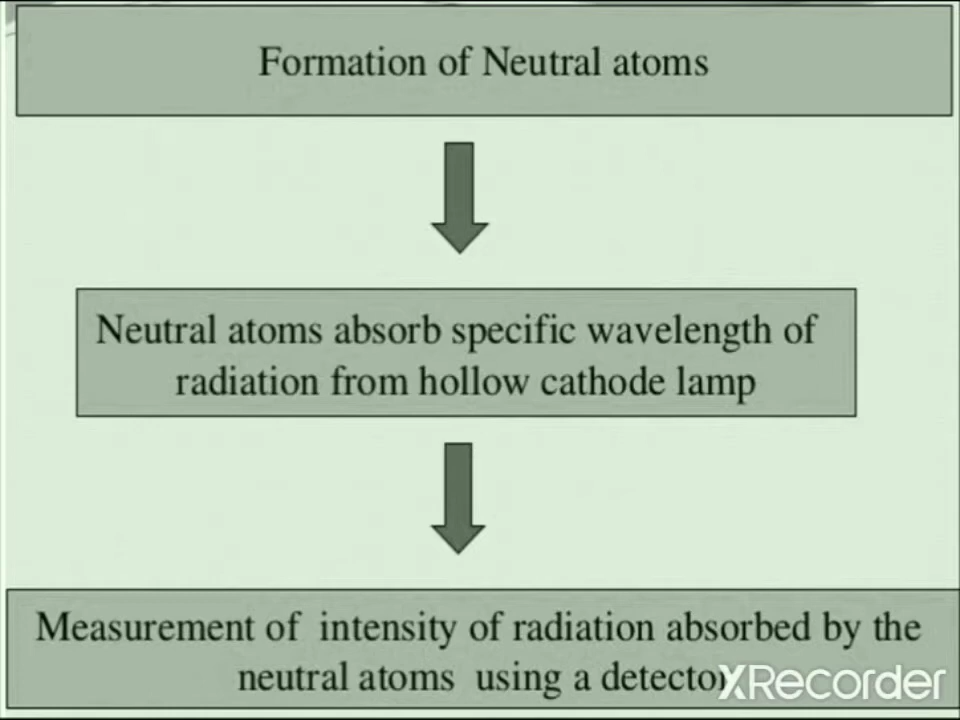 Formation of Neutral atoms
Neutral atoms absorb specific wavelength of
radiation from hollow cathode lamp
Measurement of intensity of radiation absorbed by the
neutral atoms using a detector
XRecorder